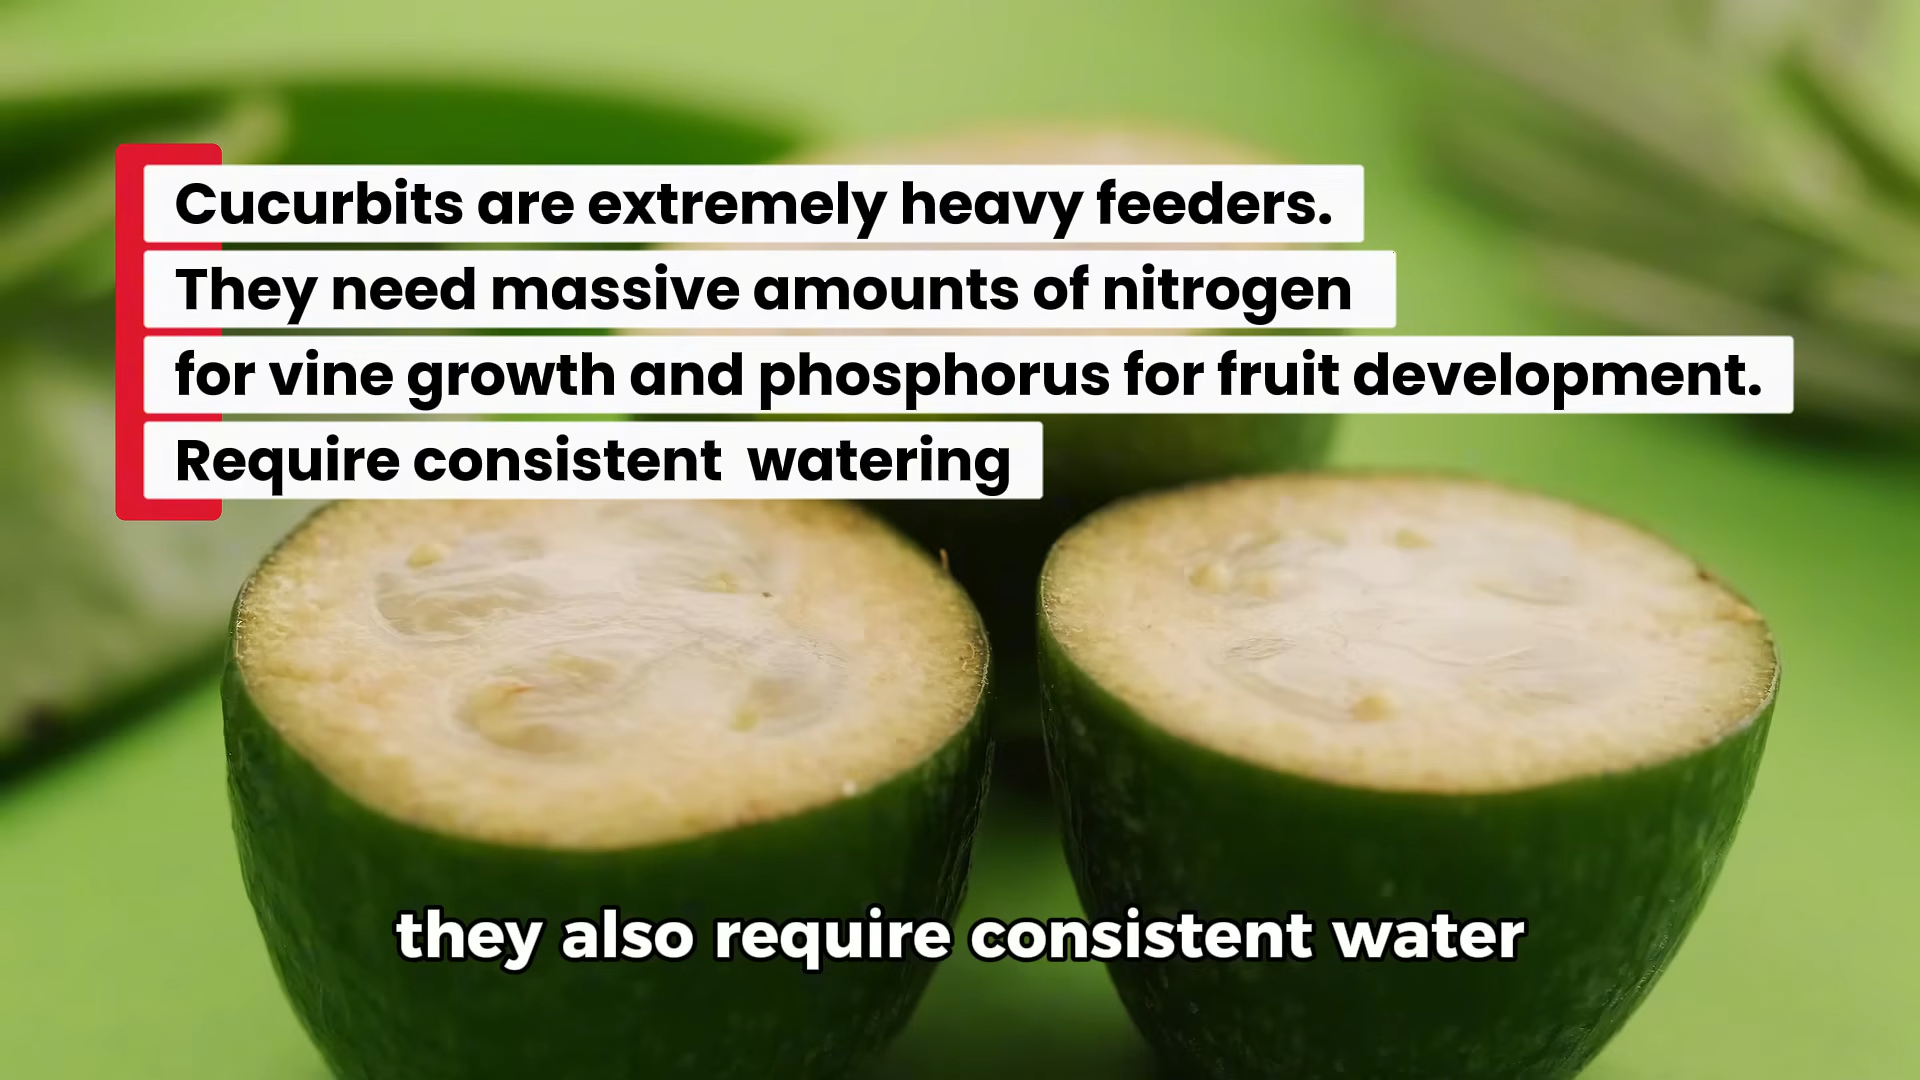 Cucurbits are extremely heavy feeders.
They need massive amounts of nitrogen
for vine growth and phosphorus for fruit development.
Require consistent  watering
they also require consistent water